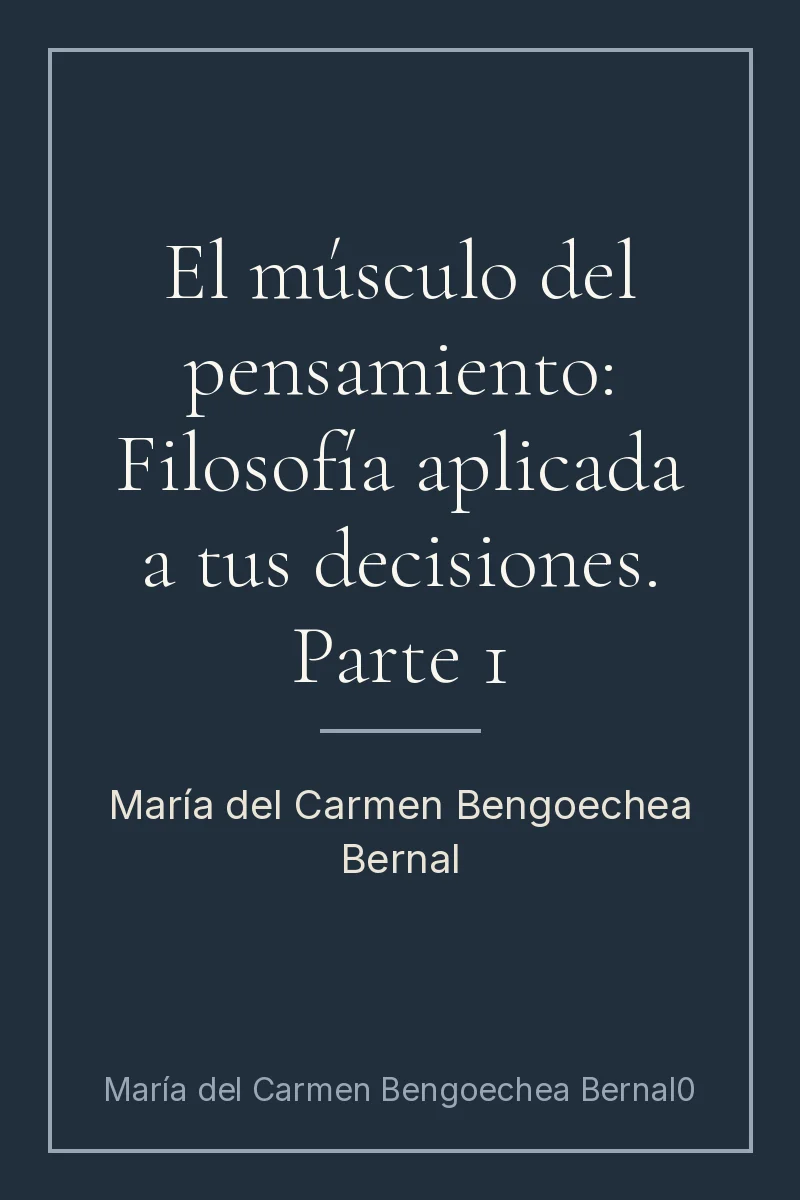 El músculo del
pensamiento:
Filosofía aplicada
a tus decisiones.
Parte 1
María del Carmen Bengoechea
Bernal
María del Carmen Bengoechea Bernal0